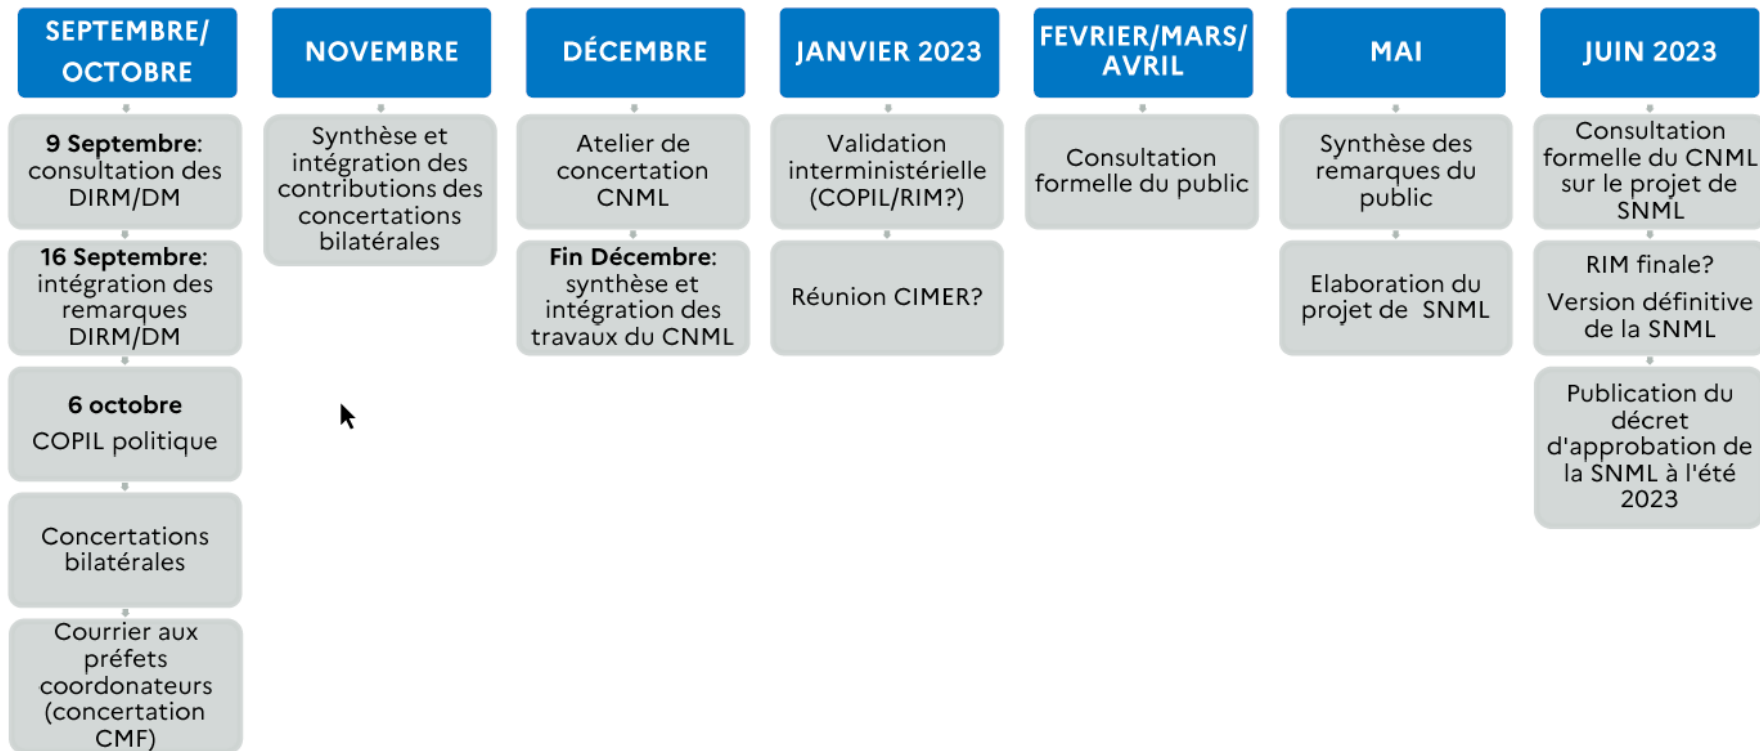 SEPTEMBRE/
OCTOBRE
9 Septembre:
consultation des
DIRM/DM
16 Septembre:
intégration des
remarques
DIRM/DM
6 octobre
COPIL politique
Concertations
bilatérales
Courrier aux
préfets
coordonateurs
(concertation
CMF)
NOVEMBRE
Synthèse et
intégration des
contributions des
concertations
bilatérales
DÉCEMBRE
Atelier de
concertation
CNML
Fin Décembre:
synthèse et
intégration des
travaux du CNML
JANVIER 2023
Validation
interministérielle
(COPIL/RIM?)
Réunion CIMER?
FEVRIER/MARS/
AVRIL
Consultation
formelle du public
MAI
Synthèse des
remarques du
public
Elaboration du
projet de SNML
JUIN 2023
Consultation
formelle du CNML
sur le projet de
SNML
RIM finale?
Version définitive
de la SNML
Publication du
décret
d'approbation de
la SNML à l'été
2023